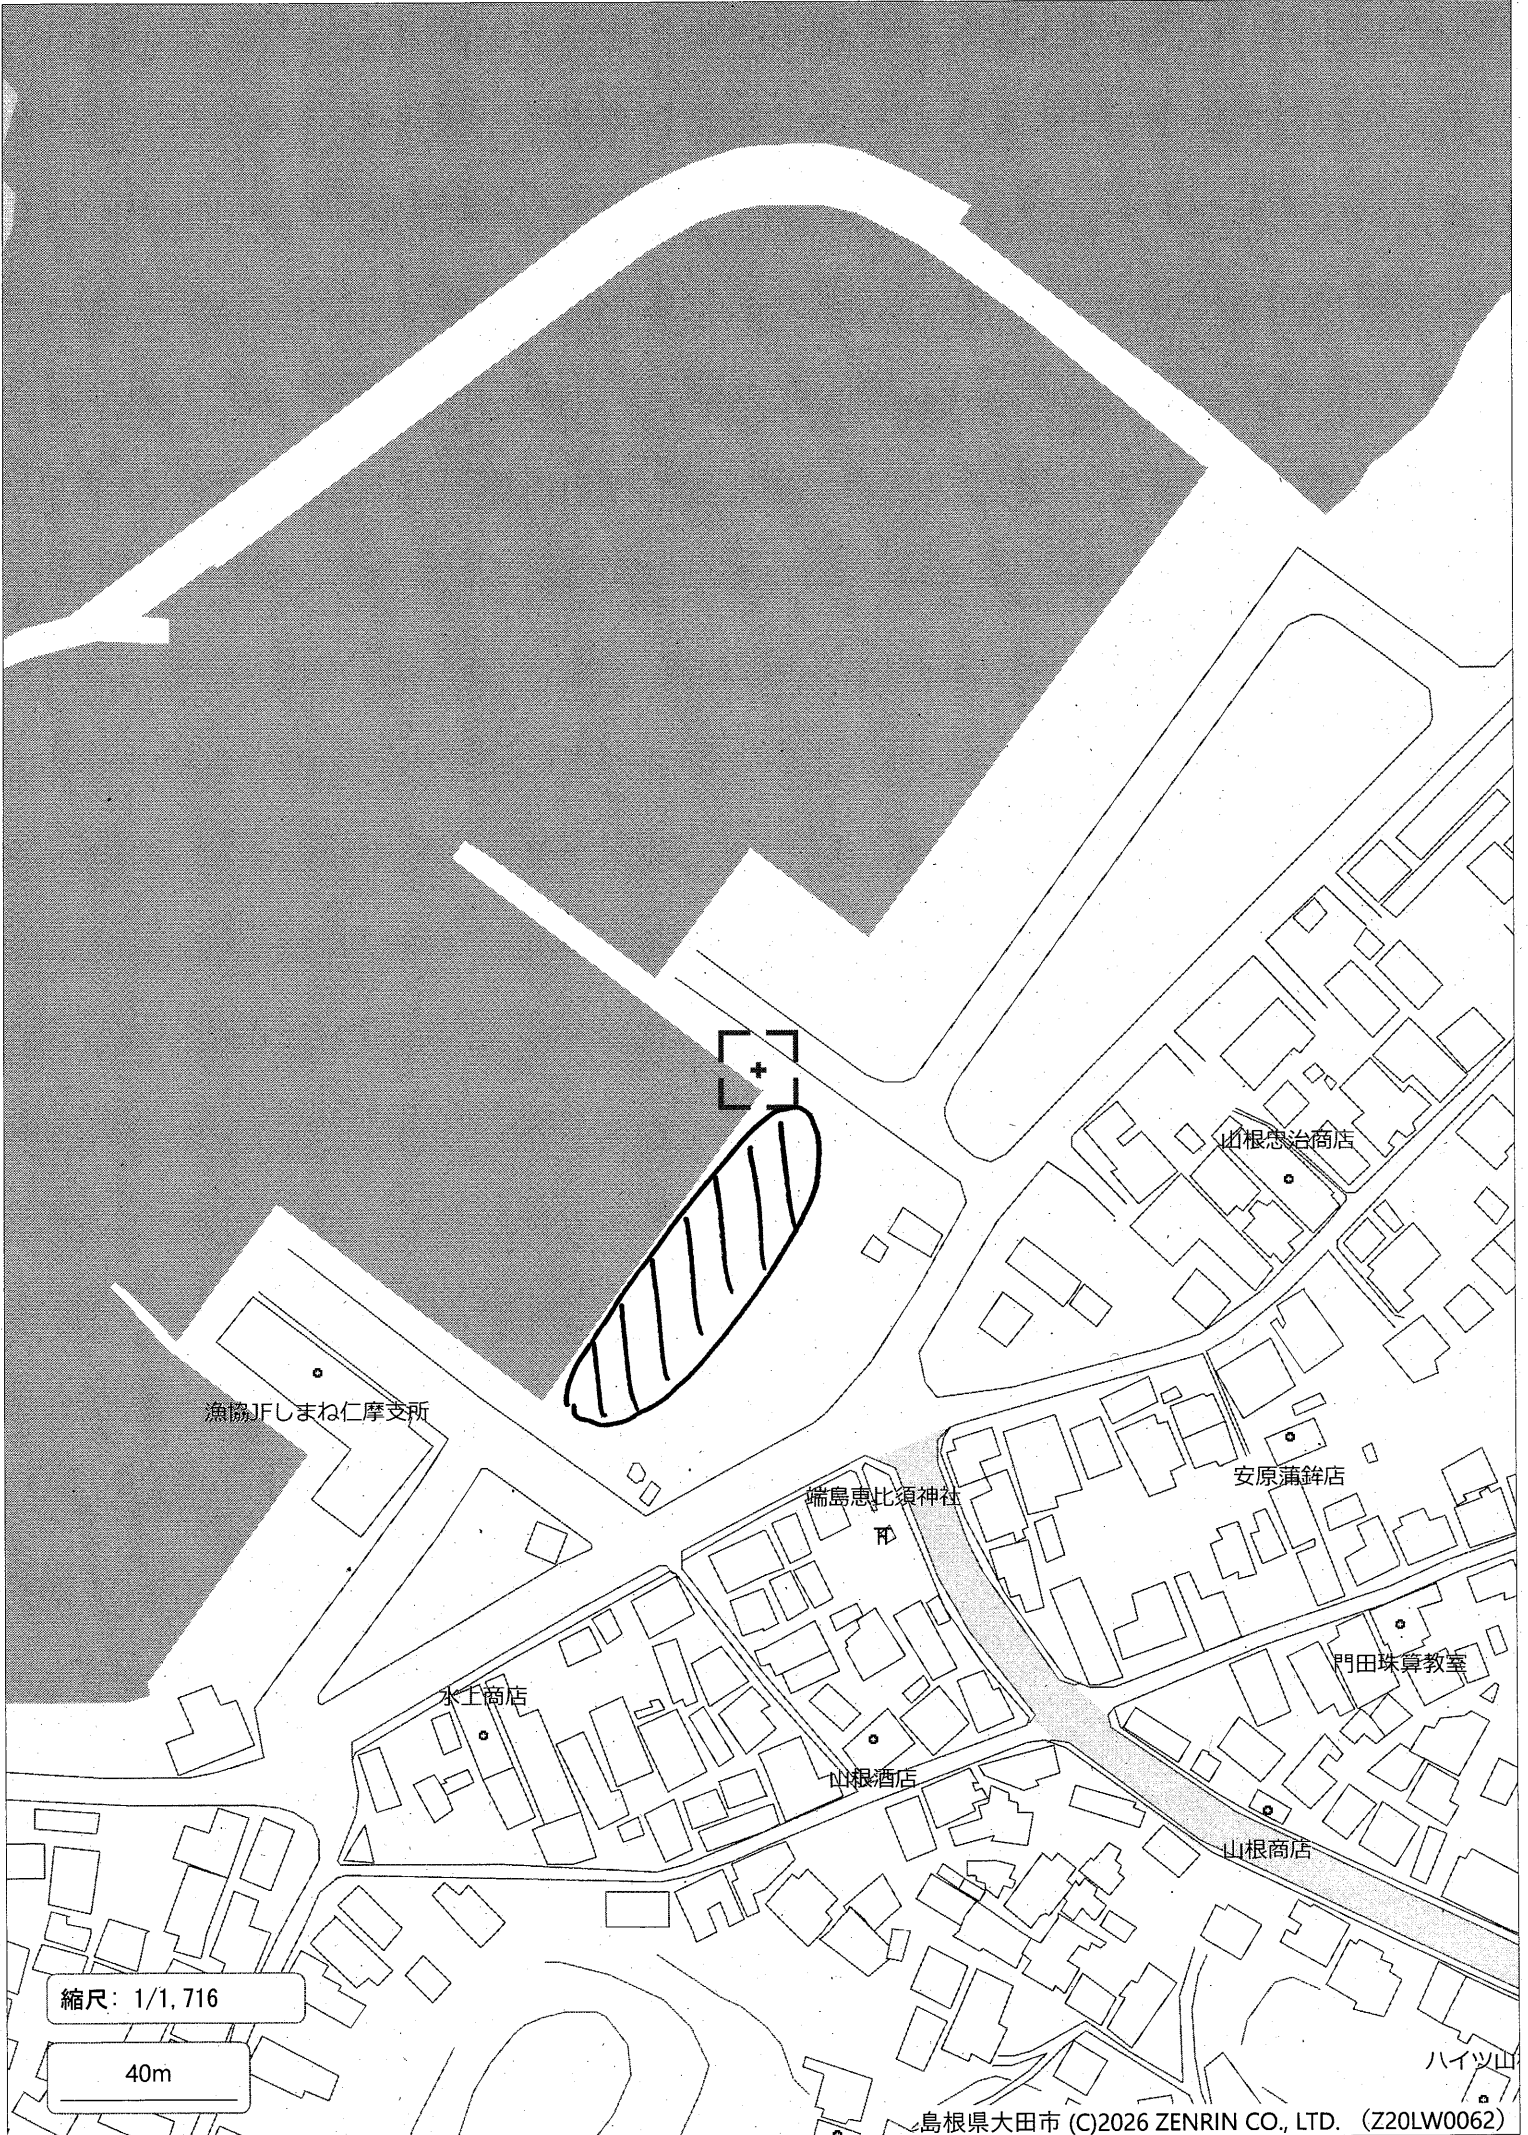 山根忠治商店
漁協JFしまね仁摩支所
安原蒲鉾店
端島恵比須神社
門田珠算教室
水上商店
山根酒店
山根商店
縮尺: 1/1,716
40m
ハイツ山
島根県大田市 (C)2026 ZENRIN CO., LTD. (Z20LW0062)